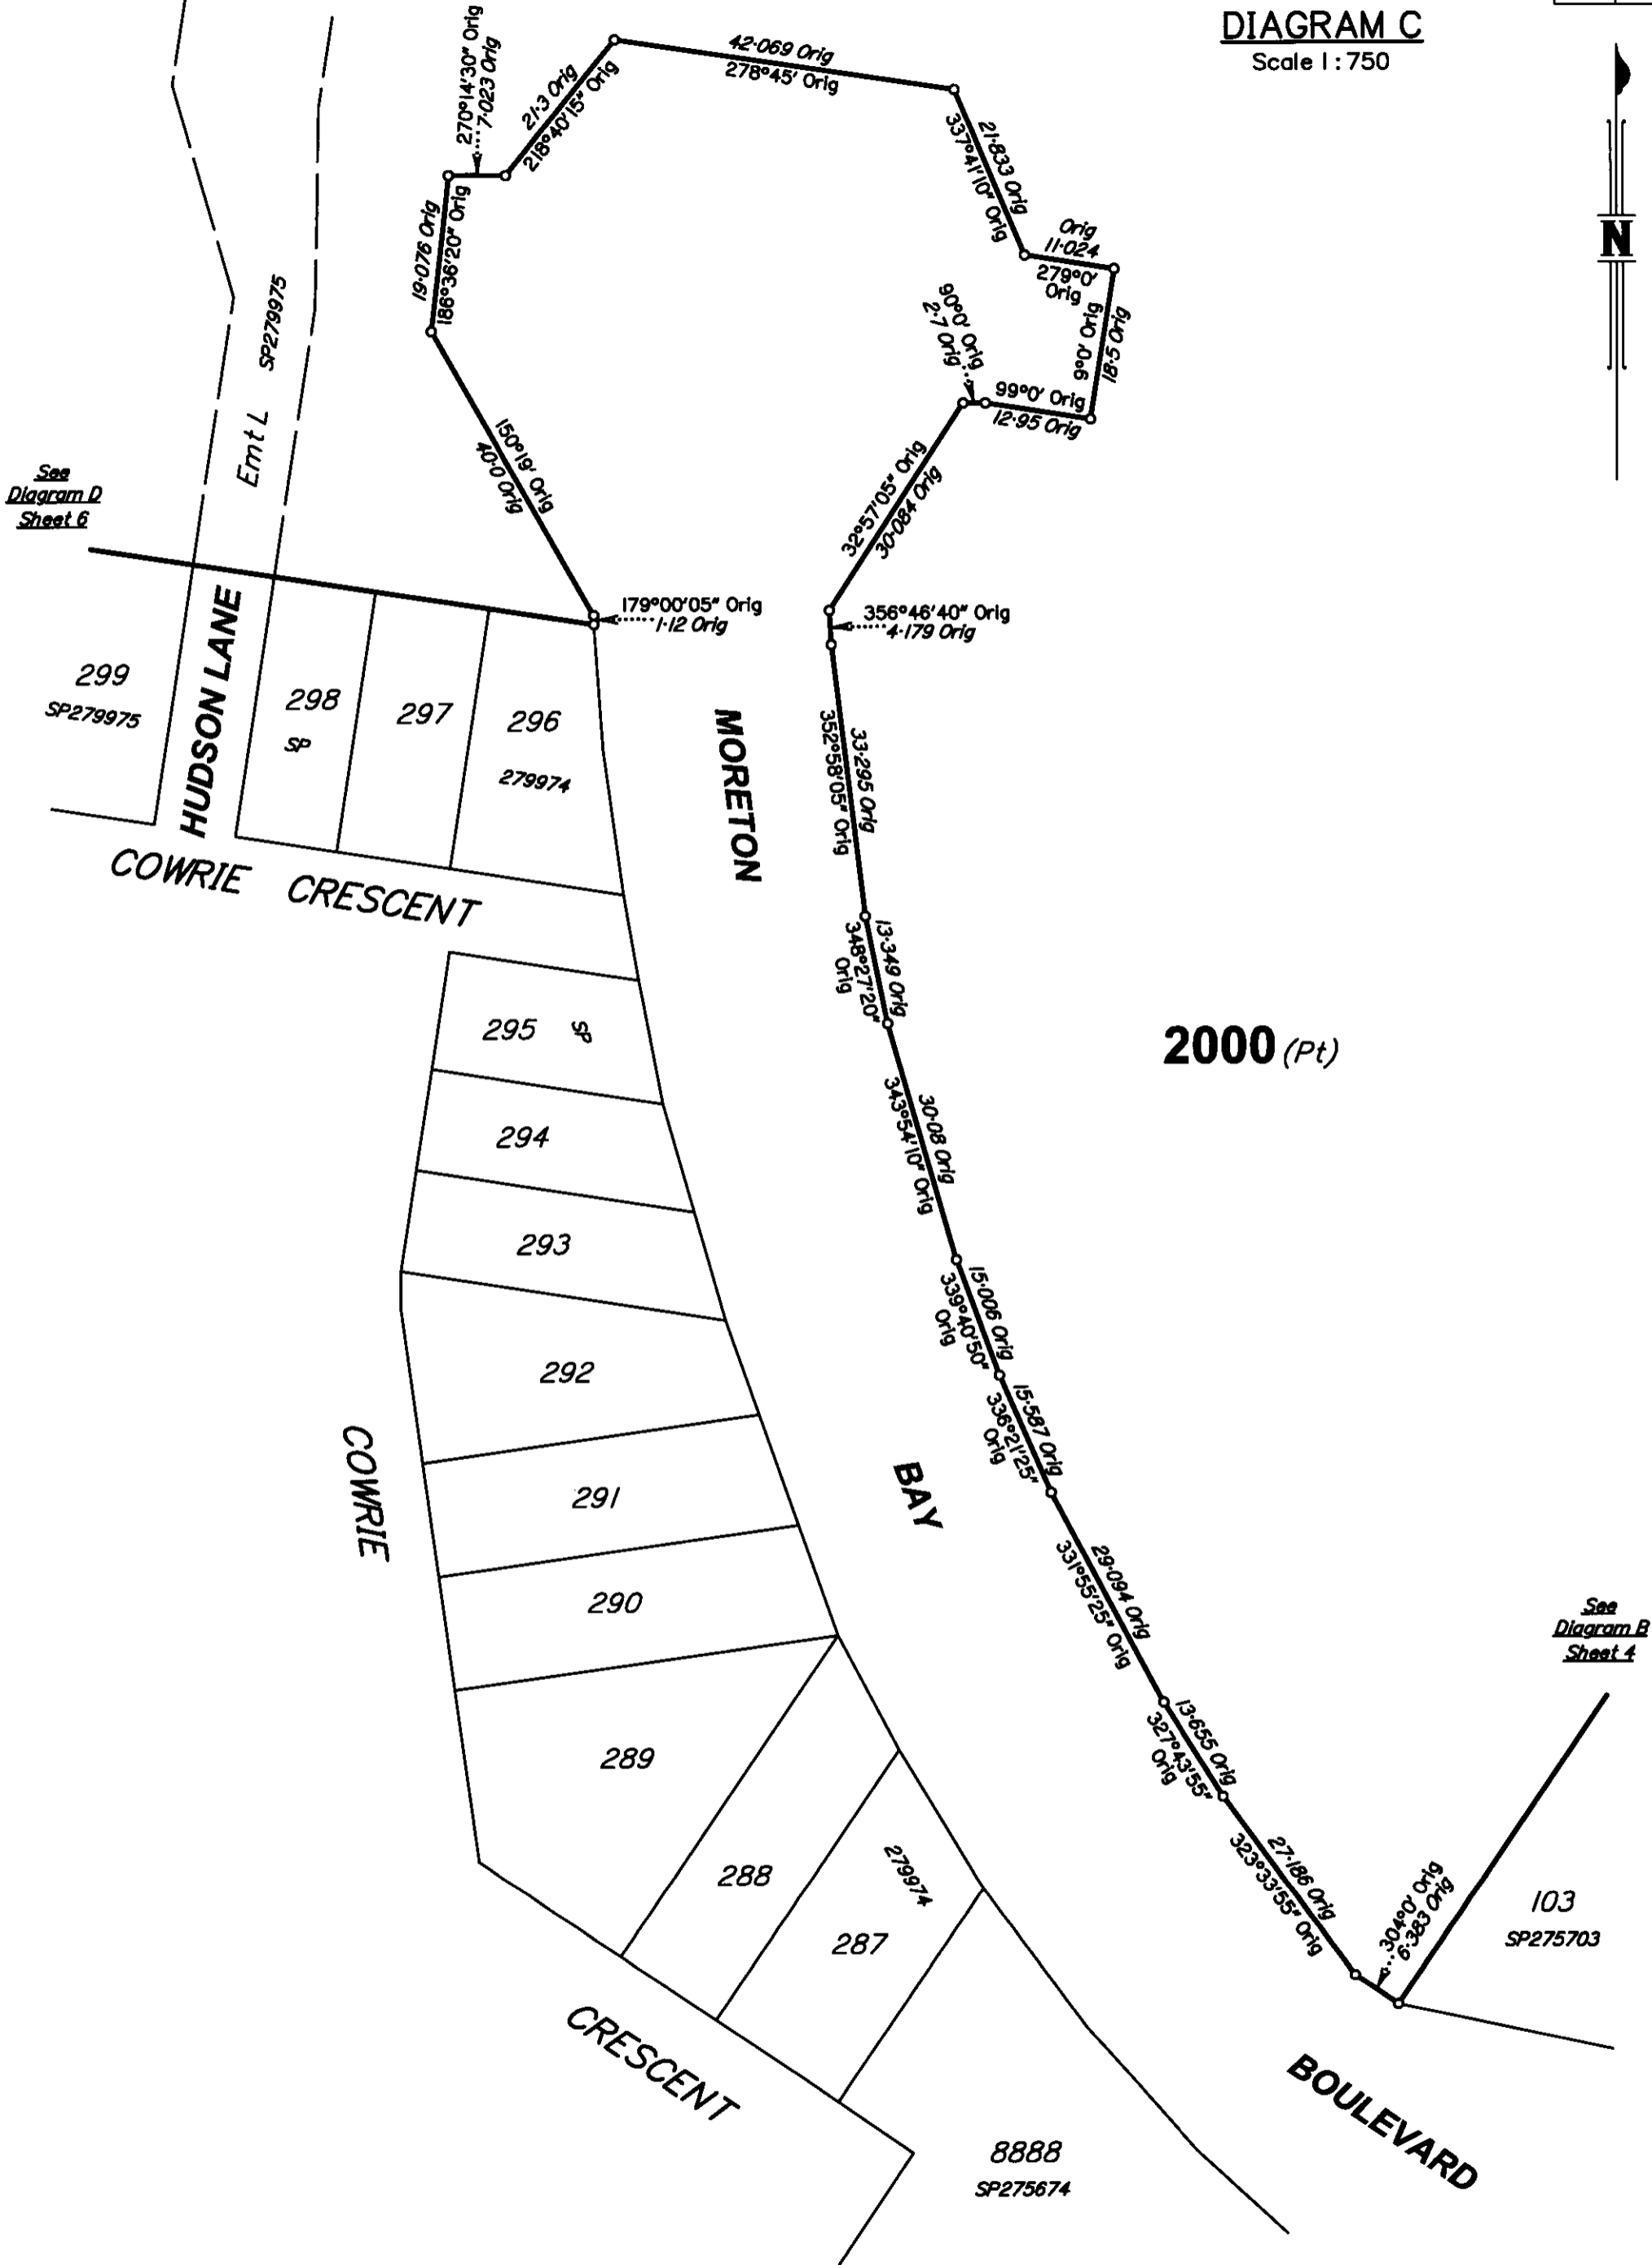 DIAGRAM C
Scale 1:750
N
270°14'30" Orig
7·023 Orig
21·3 Orig
218°40'15" Orig
42·069 Orig
278°45' Orig
21·833 Orig
337°41'10" Orig
Orig
11·024
279°0'
Orig
9°0' Orig
18·5 Orig
90°0' Orig
2·7 Orig
99°0' Orig
12·95 Orig
19·076 Orig
186°36'20" Orig
Emt L SP279975
150°19' Orig
40·0 Orig
32°57'05" Orig
30·084 Orig
See
Diagram D
Sheet 6
179°00'05" Orig
1·12 Orig
356°46'40" Orig
4·179 Orig
299
SP279975
HUDSON LANE
298
SP
297
296
279974
MORETON
33·295 Orig
352°58'05" Orig
COWRIE CRESCENT
13·349 Orig
348°27'20"
Orig
295 SP
2000 (Pt)
294
30·08 Orig
343°54'10" Orig
293
15·006 Orig
339°40'50"
Orig
292
15·587 Orig
336°21'25"
Orig
COWRIE
291
BAY
290
29·094 Orig
331°55'25" Orig
See
Diagram B
Sheet 4
289
13·655 Orig
327°43'55"
Orig
288
279974
287
27·186 Orig
323°33'55" Orig
304°0' Orig
6·383 Orig
103
SP275703
CRESCENT
BOULEVARD
8888
SP275674